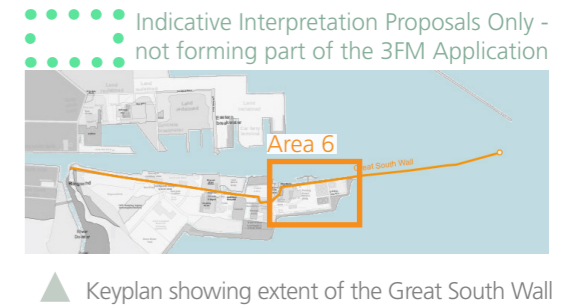 Indicative Interpretation Proposals Only -
not forming part of the 3FM Application
Area 6
Great South Wall
Keyplan showing extent of the Great South Wall